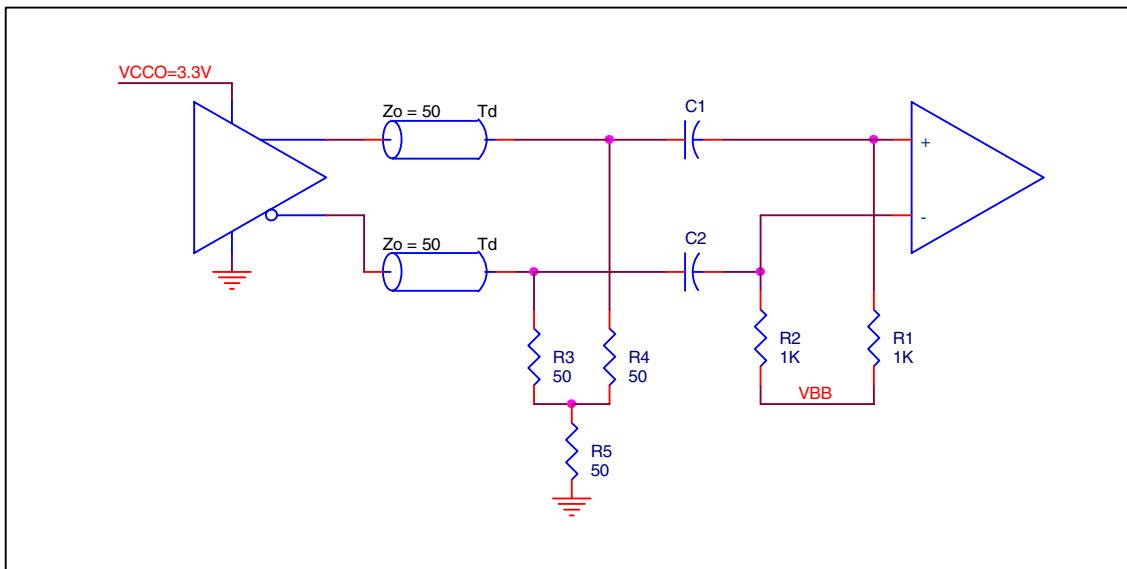 VCCO=3.3V
Zo = 50 Td
C1
+
-
Zo = 50 Td
C2
R3
50
R4
50
R2
1K
R1
1K
VBB
R5
50